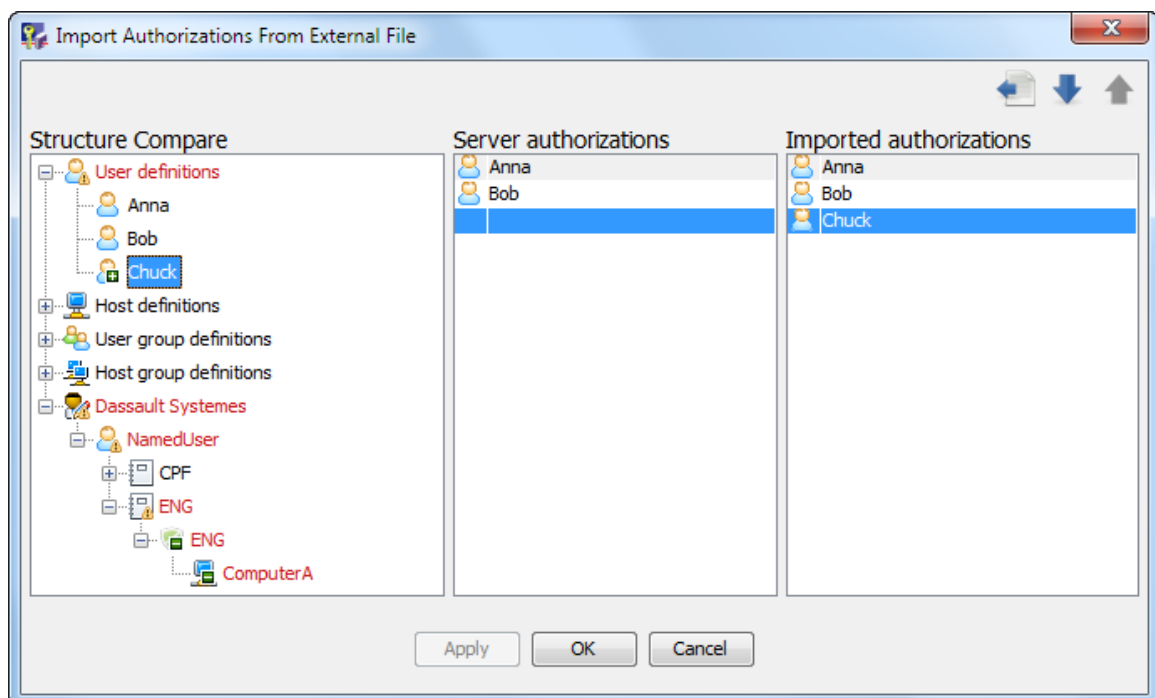 Import Authorizations From External File
Structure Compare
User definitions
Anna
Bob
Chuck
Host definitions
User group definitions
Host group definitions
Dassault Systemes
NamedUser
CPF
ENG
ENG
ComputerA
Server authorizations
Anna
Bob
Imported authorizations
Anna
Bob
Chuck
Apply
OK
Cancel